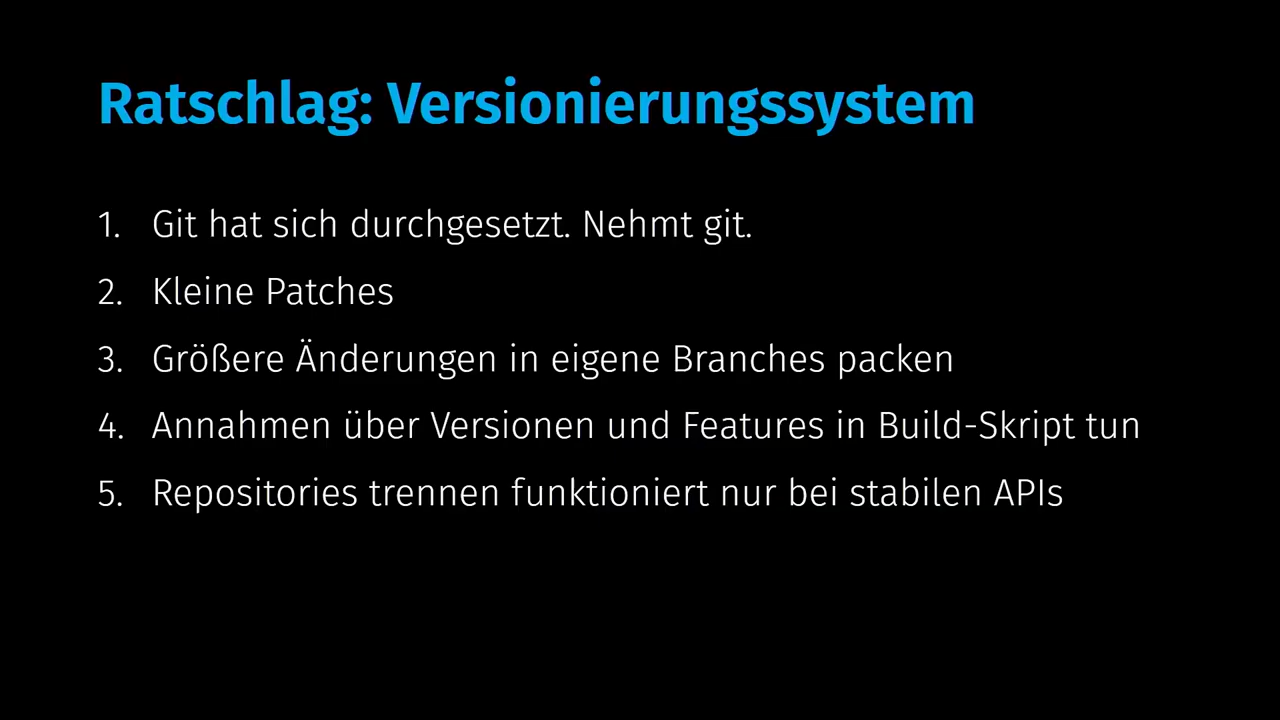 Ratschlag: Versionierungssystem
1. Git hat sich durchgesetzt. Nehmt git.
2. Kleine Patches
3. Größere Änderungen in eigene Branches packen
4. Annahmen über Versionen und Features in Build-Skript tun
5. Repositories trennen funktioniert nur bei stabilen APIs